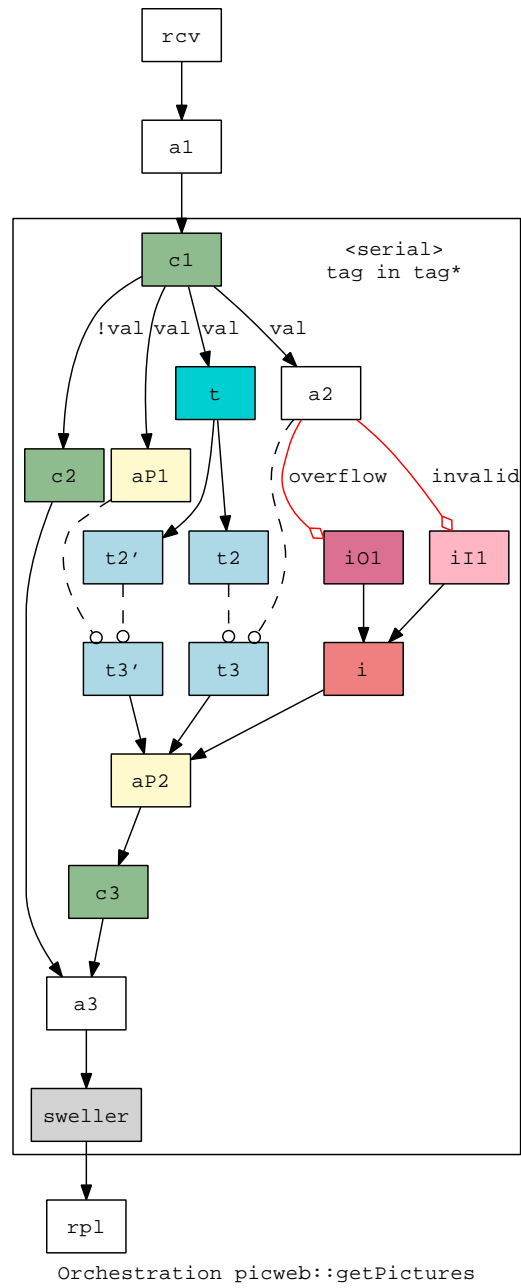 rcv
a1
c1
<serial>
tag in tag*
!val
val
val
val
t
a2
c2
aP1
overflow
invalid
t2’
t2
iO1
iI1
t3’
t3
i
aP2
c3
a3
sweller
rpl
Orchestration picweb::getPictures